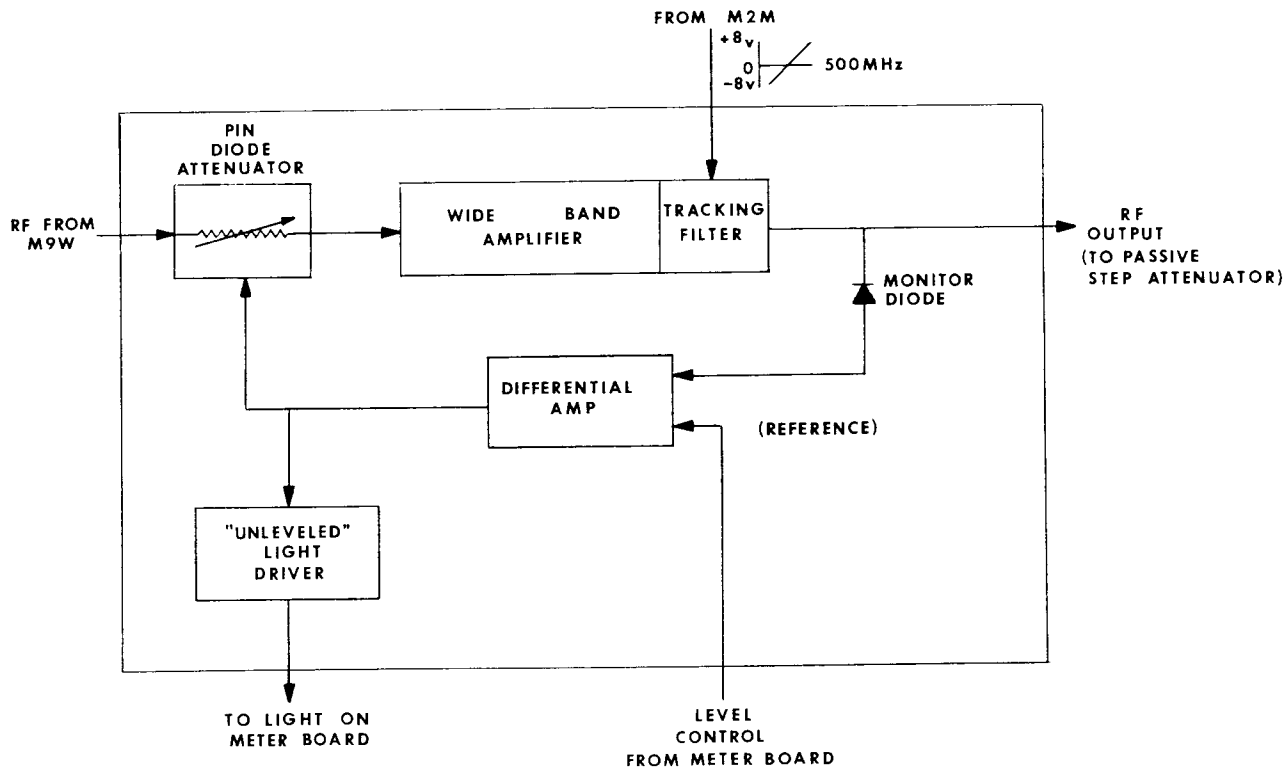 FROM M2M
+8v
0
-8v
500MHz
PIN
DIODE
ATTENUATOR
RF FROM
M9W
WIDE BAND
AMPLIFIER
TRACKING
FILTER
RF
OUTPUT
(TO PASSIVE
STEP ATTENUATOR)
MONITOR
DIODE
DIFFERENTIAL
AMP
(REFERENCE)
"UNLEVELED"
LIGHT
DRIVER
TO LIGHT ON
METER BOARD
LEVEL
CONTROL
FROM METER BOARD